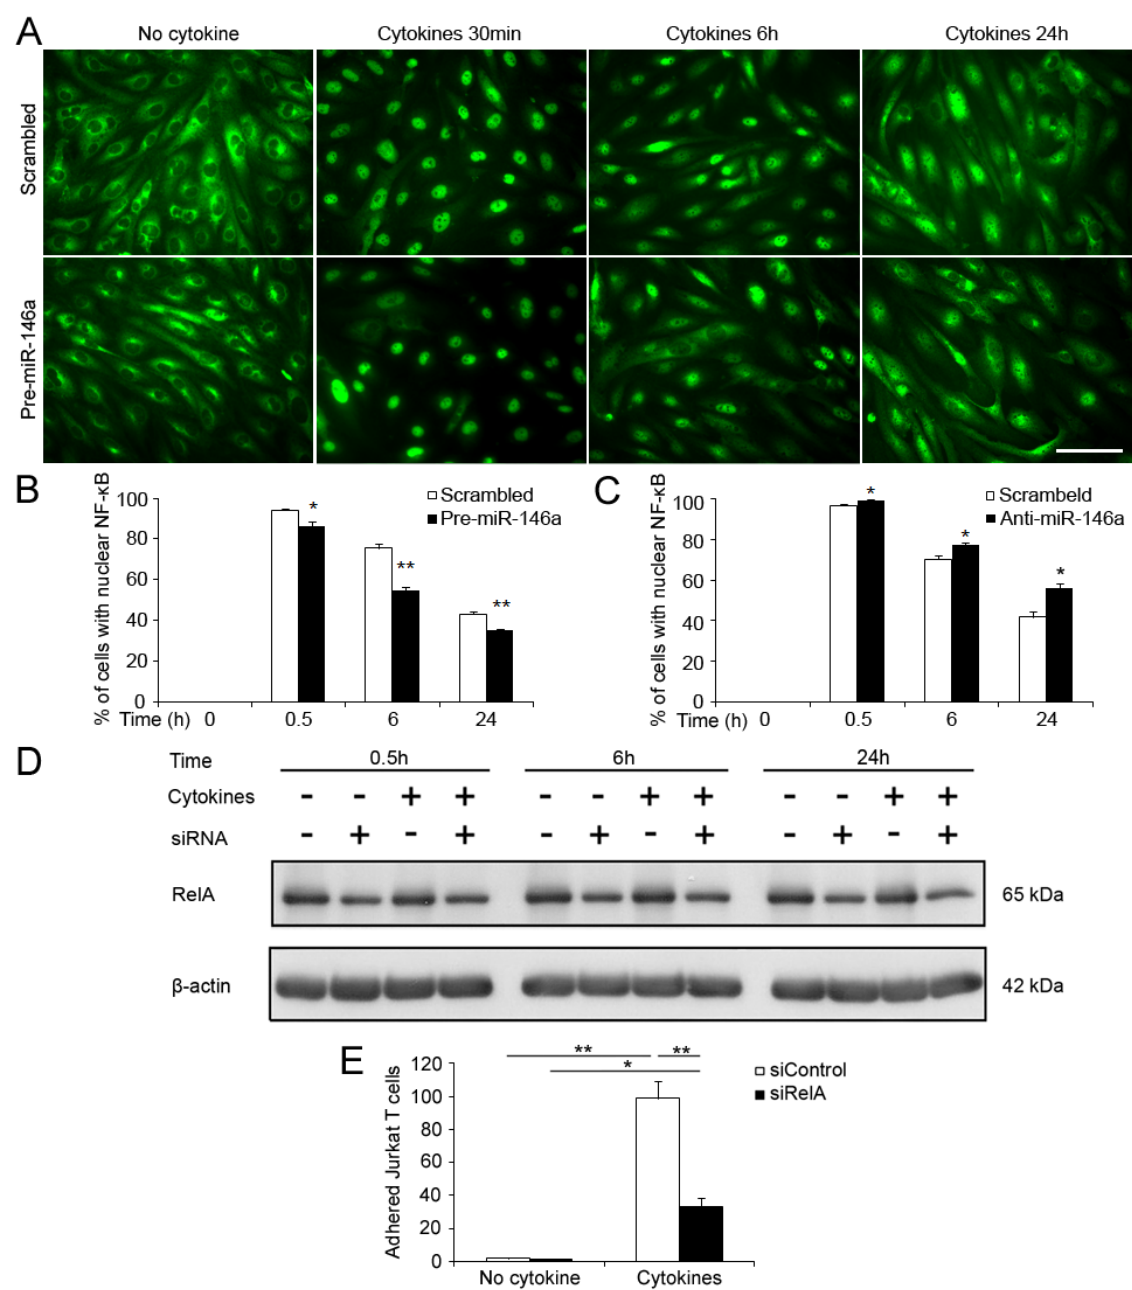 A
No cytokine Cytokines 30min Cytokines 6h Cytokines 24h
Scrambled
Pre-miR-146a
B
% of cells with nuclear NF-κB
100
80
60
40
20
0
Scrambled
Pre-miR-146a
* ** **
Time (h) 0 0.5 6 24
C
% of cells with nuclear NF-κB
100
80
60
40
20
0
Scrambeld
Anti-miR-146a
* * *
Time (h) 0 0.5 6 24
D
Time 0.5h 6h 24h
Cytokines - - + + - - + + - - + +
siRNA - + - + - + - + - + - +
RelA 65 kDa
β-actin 42 kDa
E
Adhered Jurkat T cells
120
100
80
60
40
20
0
** **
*
siControl
siRelA
No cytokine Cytokines